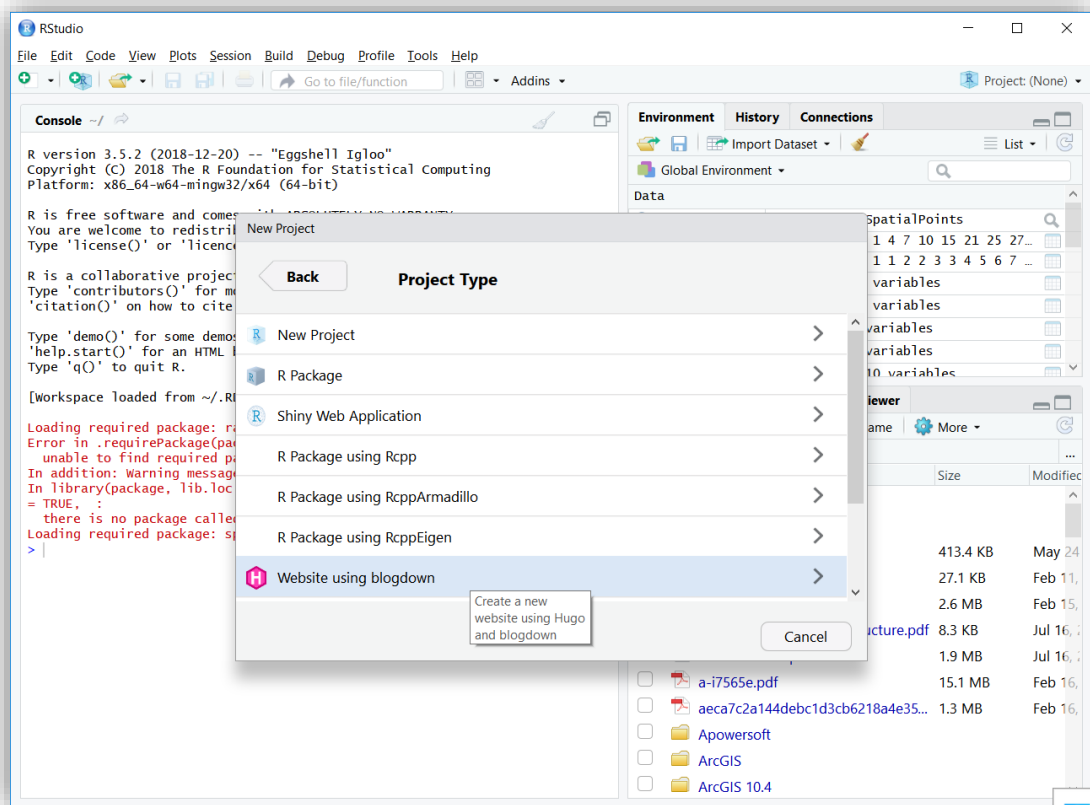 RStudio
File Edit Code View Plots Session Build Debug Profile Tools Help
Go to file/function
Addins
Project: (None)
Console ~/
R version 3.5.2 (2018-12-20) -- "Eggshell Igloo"
Copyright (C) 2018 The R Foundation for Statistical Computing
Platform: x86_64-w64-mingw32/x64 (64-bit)
R is free software and comes with ABSOLUTELY NO WARRANTY
You are welcome to redistrib
Type 'license()' or 'licence
R is a collaborative project
Type 'contributors()' for mo
'citation()' on how to cite
Type 'demo()' for some demos
'help.start()' for an HTML b
Type 'q()' to quit R.
[Workspace loaded from ~/.RD
Loading required package: ra
Error in .requirePackage(pac
unable to find required pa
In addition: Warning message
In library(package, lib.loc
= TRUE, :
there is no package called
Loading required package: sp
>
New Project
Back
Project Type
New Project
R Package
Shiny Web Application
R Package using Rcpp
R Package using RcppArmadillo
R Package using RcppEigen
Website using blogdown
Create a new
website using Hugo
and blogdown
Cancel
Environment History Connections
Import Dataset
List
Global Environment
Data
SpatialPoints
1 4 7 10 15 21 25 27...
1 1 2 2 3 3 4 5 6 7 ...
variables
variables
variables
variables
10 variables
iewer
ame
More
...
Size Modified
413.4 KB May 24
27.1 KB Feb 11,
2.6 MB Feb 15,
ucture.pdf 8.3 KB Jul 16, 2
1.9 MB Jul 16, 2
a-i7565e.pdf 15.1 MB Feb 16,
aeca7c2a144debc1d3cb6218a4e35... 1.3 MB Feb 16,
Apowersoft
ArcGIS
ArcGIS 10.4